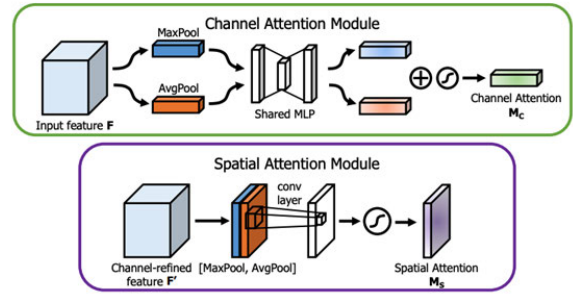 Channel Attention Module
MaxPool
AvgPool
Input feature F
Shared MLP
Channel Attention
Mc
Spatial Attention Module
conv
layer
Channel-refined
feature F'
[MaxPool, AvgPool]
Spatial Attention
Ms